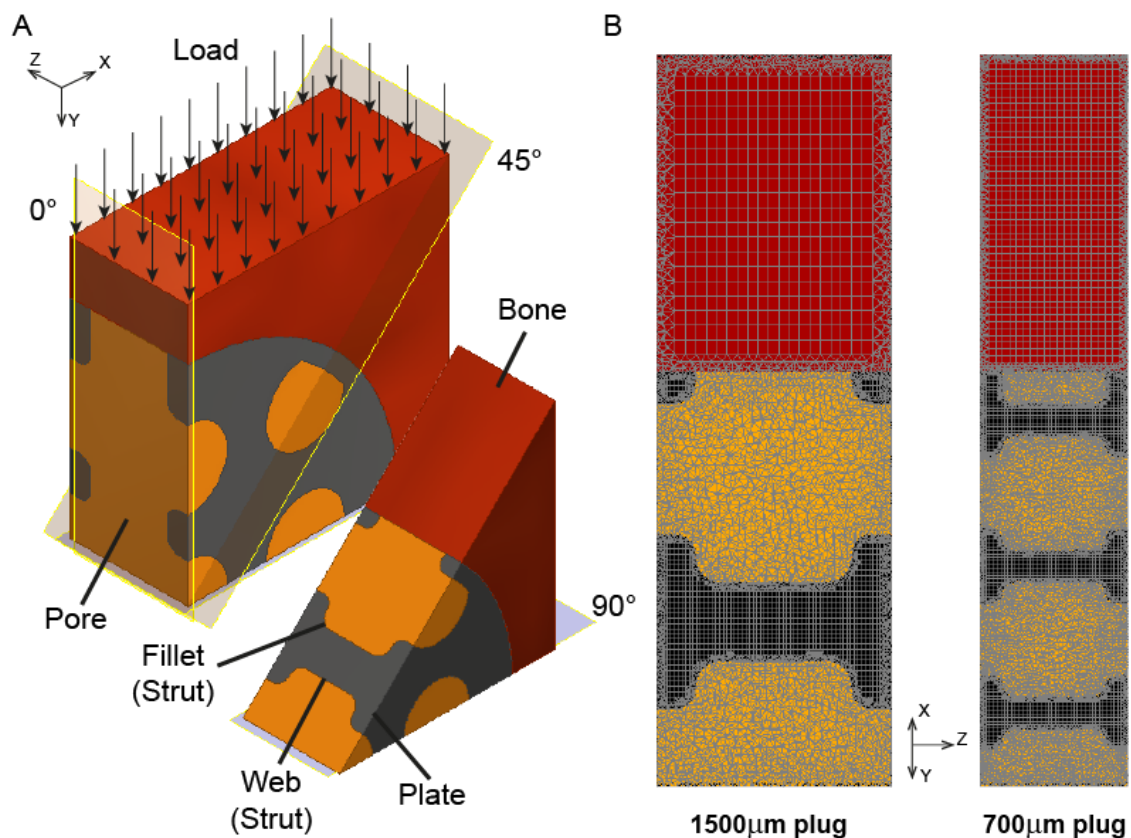 A
B
Z
X
Y
Load
0°
45°
Bone
90°
Pore
Fillet
(Strut)
Web
(Strut)
Plate
X
Z
Y
1500μm plug
700μm plug